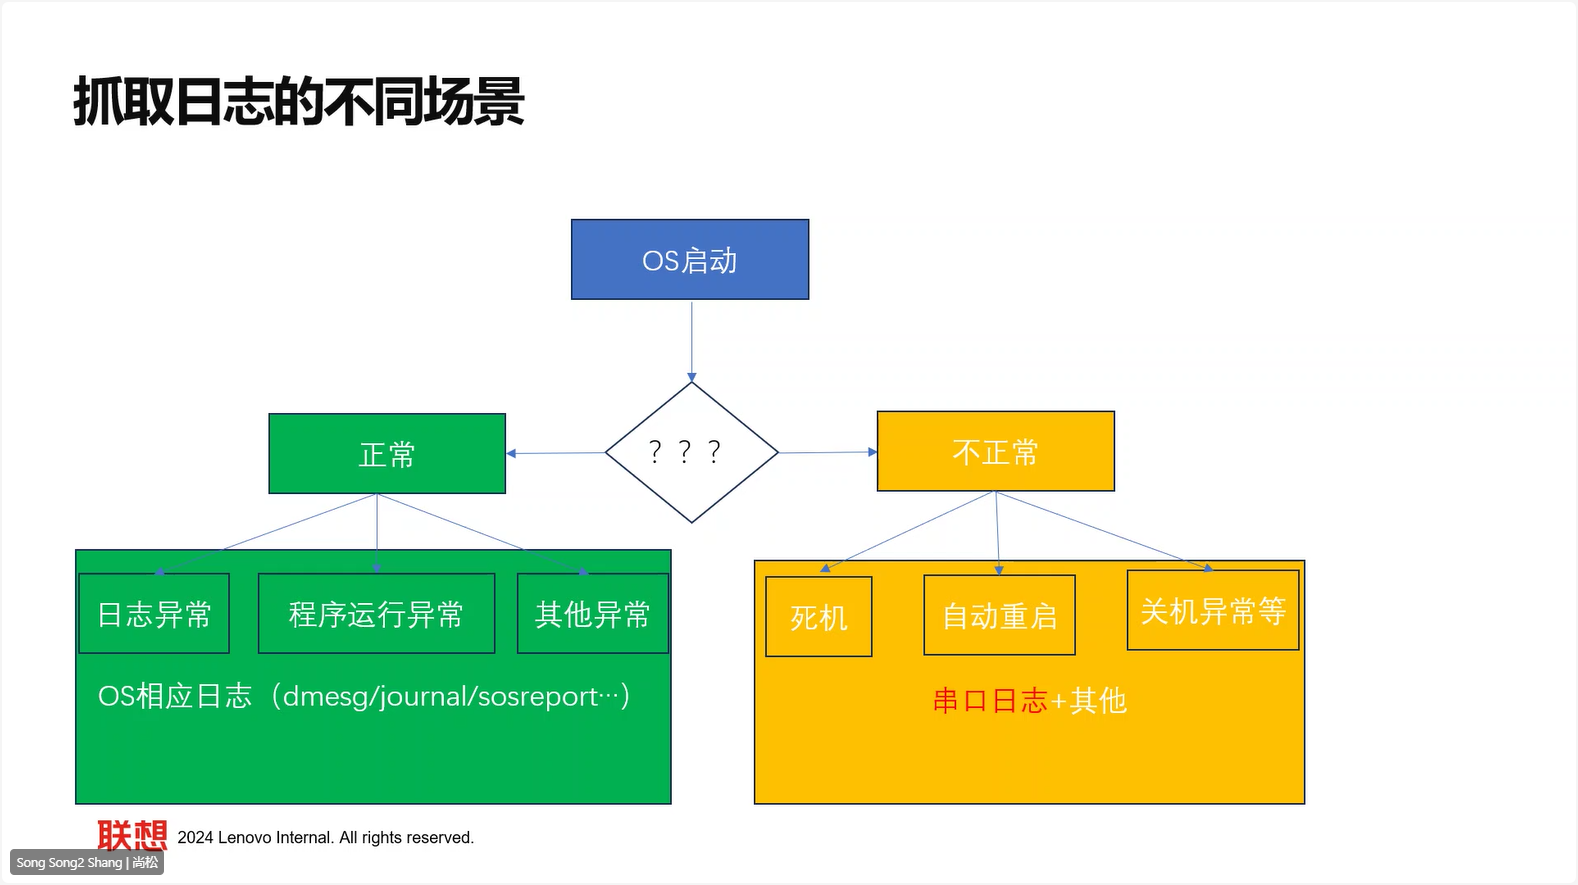 抓取日志的不同场景
OS启动
正常
？？？
不正常
日志异常
程序运行异常
其他异常
OS相应日志（dmesg/journal/sosreport…）
死机
自动重启
关机异常等
串口日志+其他
联想
2024 Lenovo Internal. All rights reserved.
Song Song2 Shang | 尚松